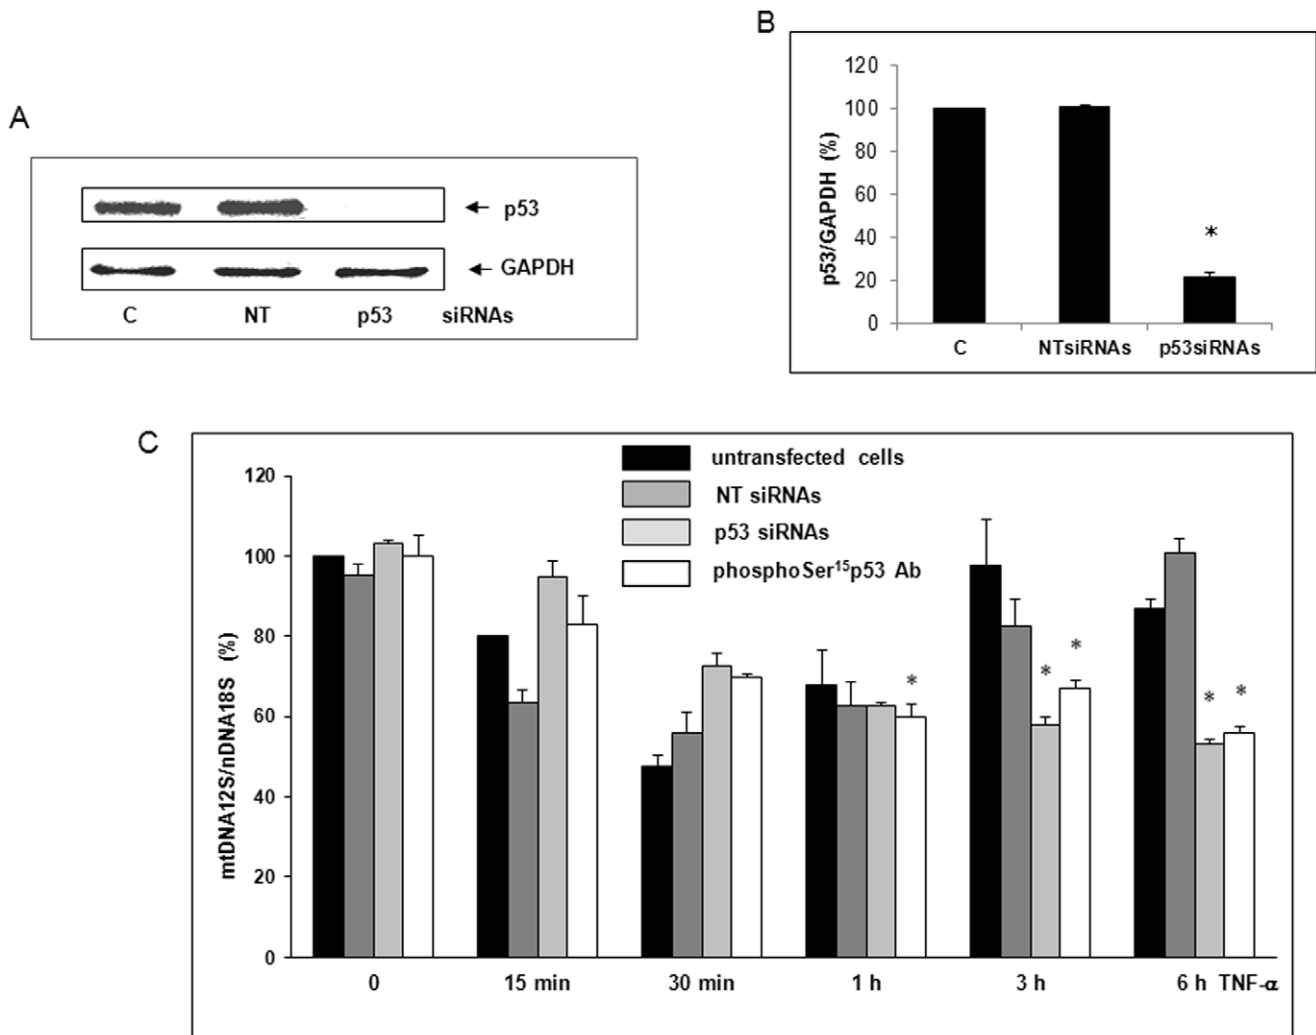 A
p53
GAPDH
C NT p53 siRNAs
B
p53/GAPDH (%)
120
100
80
60
40
20
0
*
C NTsiRNAs p53siRNAs
C
untransfected cells
NT siRNAs
p53 siRNAs
phosphoSer¹⁵p53 Ab
mtDNA12S/nDNA18S (%)
120
100
80
60
40
20
0
* * * * *
0 15 min 30 min 1 h 3 h 6 h TNF-α